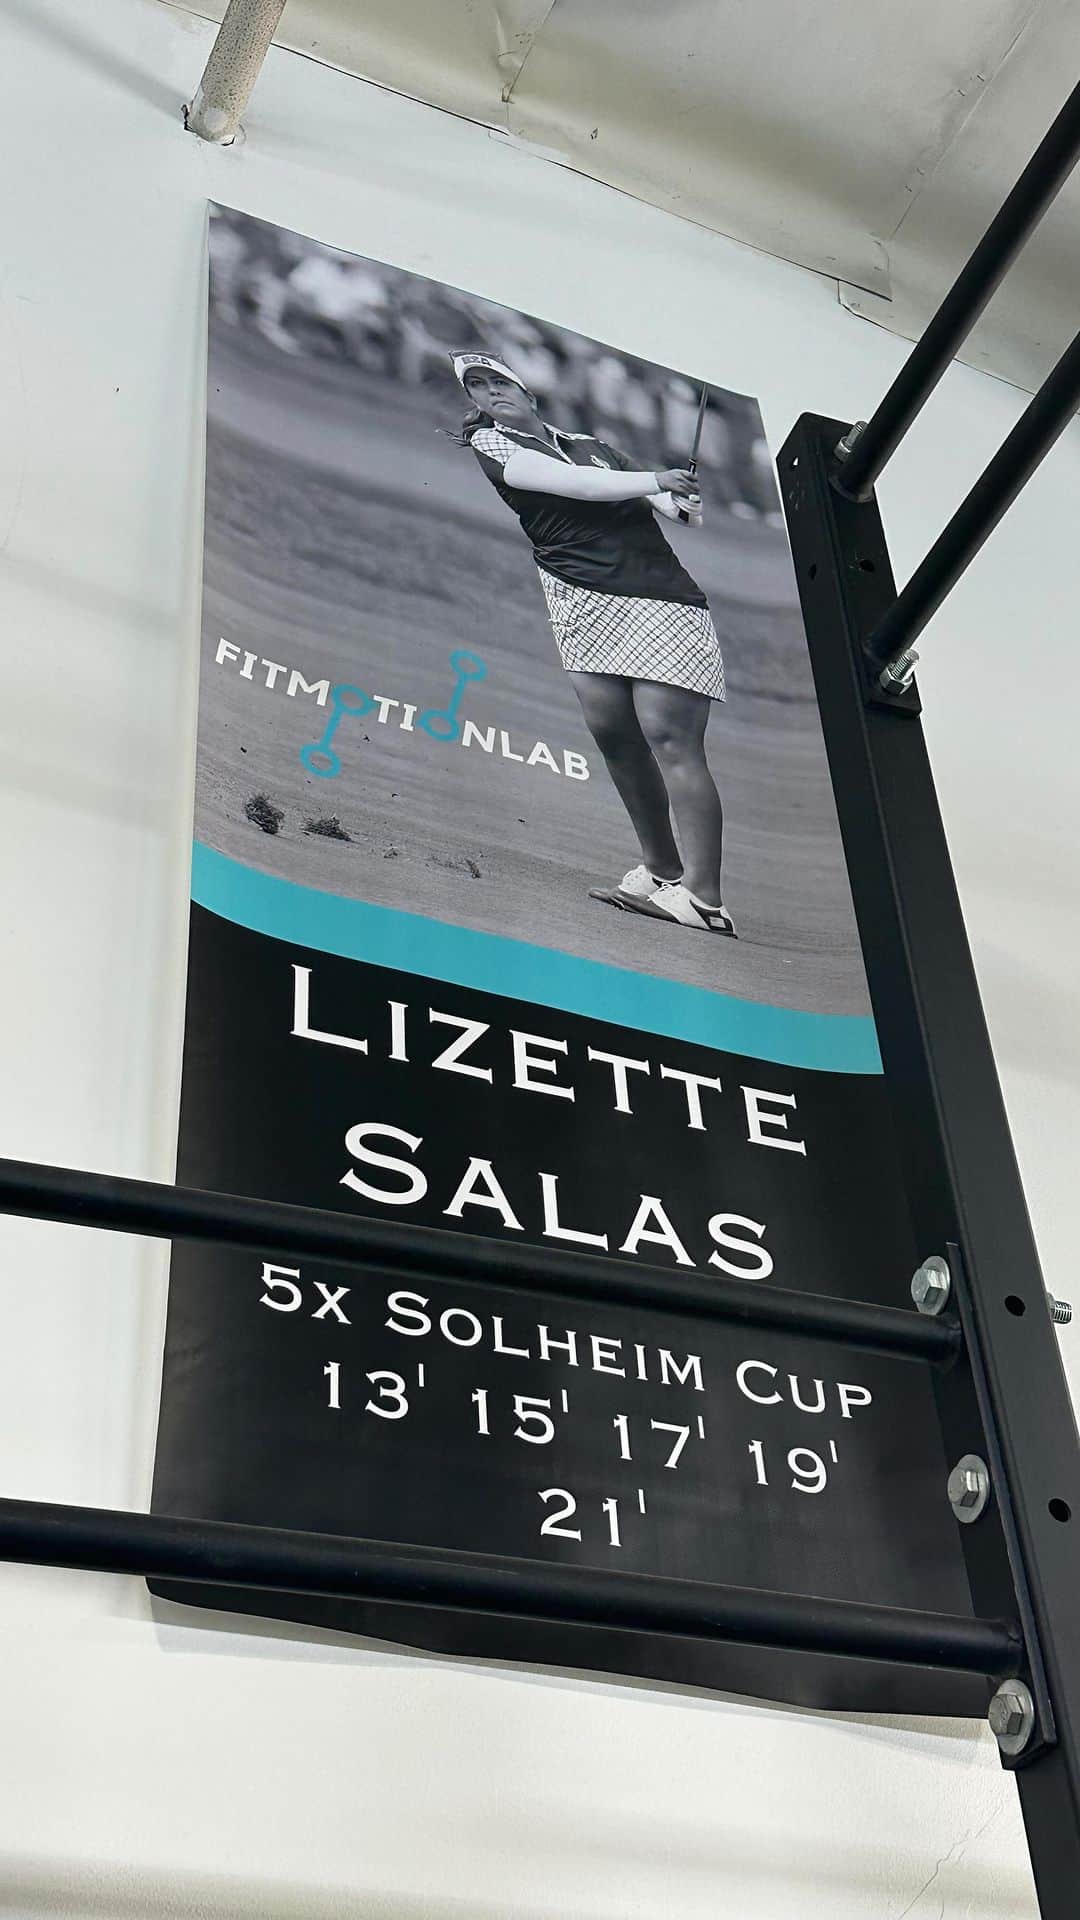 FITMOTIONLAB
LIZETTE
SALAS
5X SOLHEIM CUP
13' 15' 17' 19'
21'